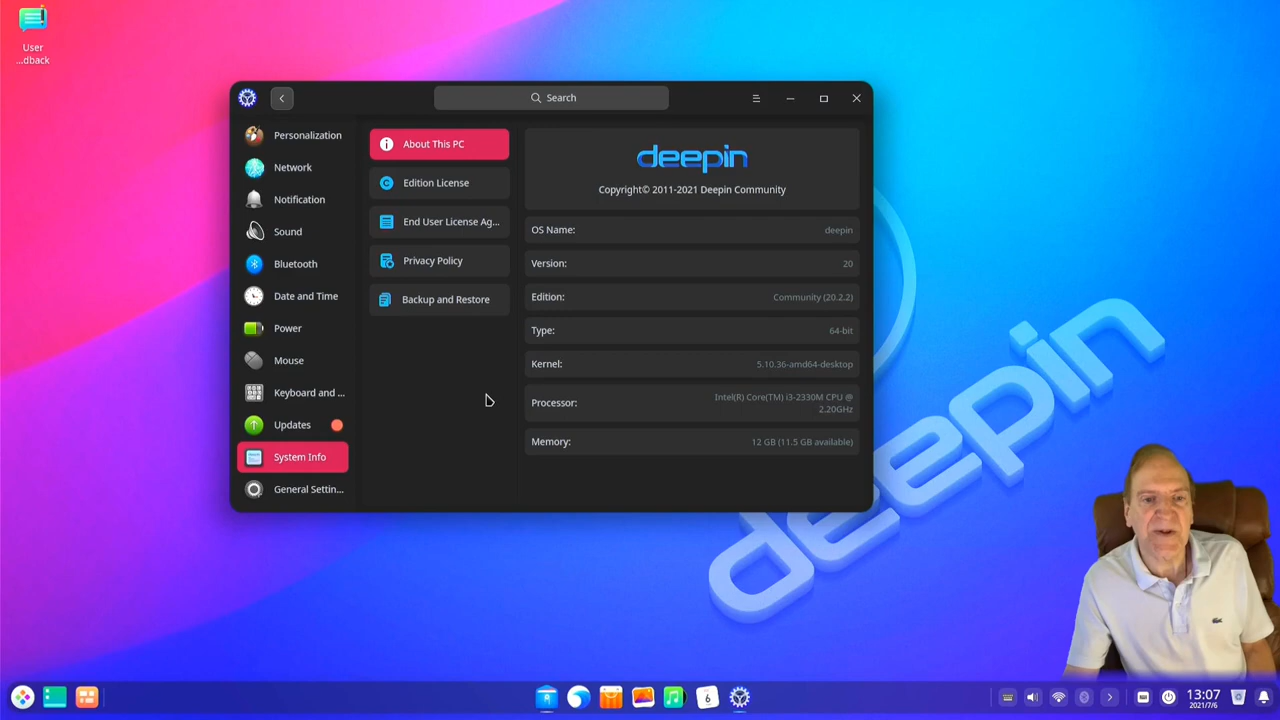 User
...dback
Search
Personalization
Network
Notification
Sound
Bluetooth
Date and Time
Power
Mouse
Keyboard and ...
Updates
System Info
General Settin...
About This PC
Edition License
End User License Ag...
Privacy Policy
Backup and Restore
deepin
Copyright© 2011-2021 Deepin Community
OS Name: deepin
Version: 20
Edition: Community (20.2.2)
Type: 64-bit
Kernel: 5.10.36-amd64-desktop
Processor: Intel(R) Core(TM) i3-2330M CPU @
2.20GHz
Memory: 12 GB (11.5 GB available)
deepin
6
13:07
2021/7/6